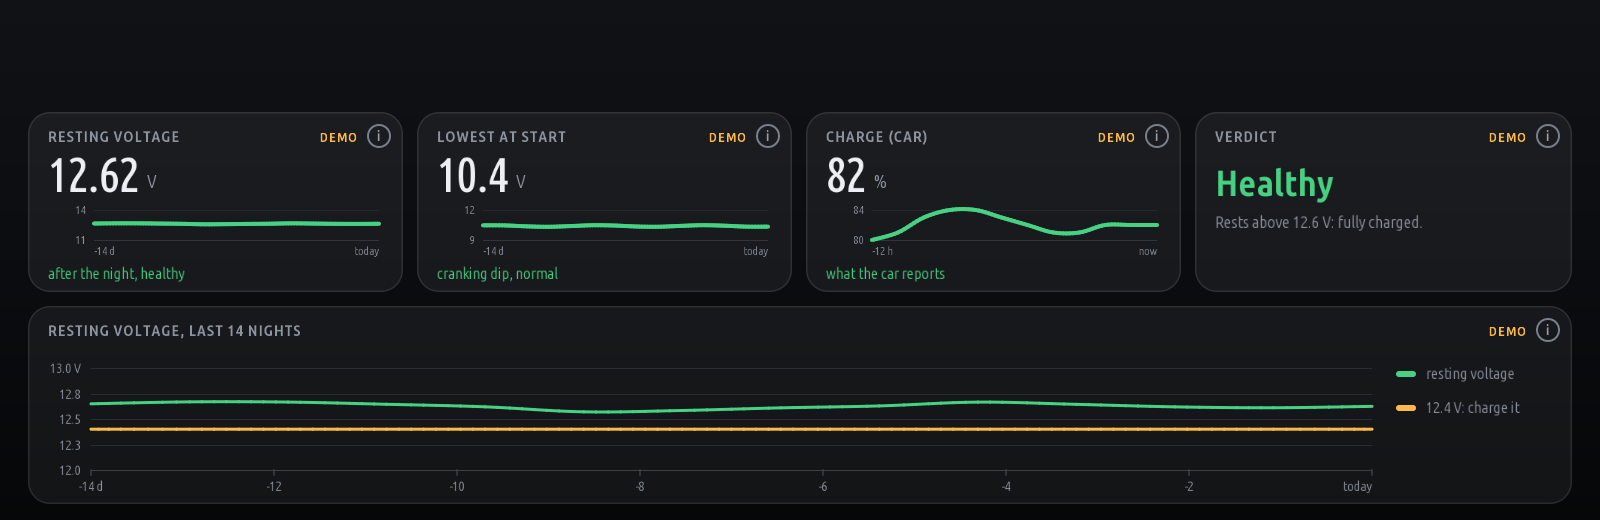 RESTING VOLTAGE DEMO i
12.62 V
14
11
-14 d today
after the night, healthy
LOWEST AT START DEMO i
10.4 V
12
9
-14 d today
cranking dip, normal
CHARGE (CAR) DEMO i
82 %
84
80
-12 h now
what the car reports
VERDICT DEMO i
Healthy
Rests above 12.6 V: fully charged.
RESTING VOLTAGE, LAST 14 NIGHTS DEMO i
13.0 V
12.8
12.5
12.3
12.0
-14 d -12 -10 -8 -6 -4 -2 today
resting voltage
12.4 V: charge it